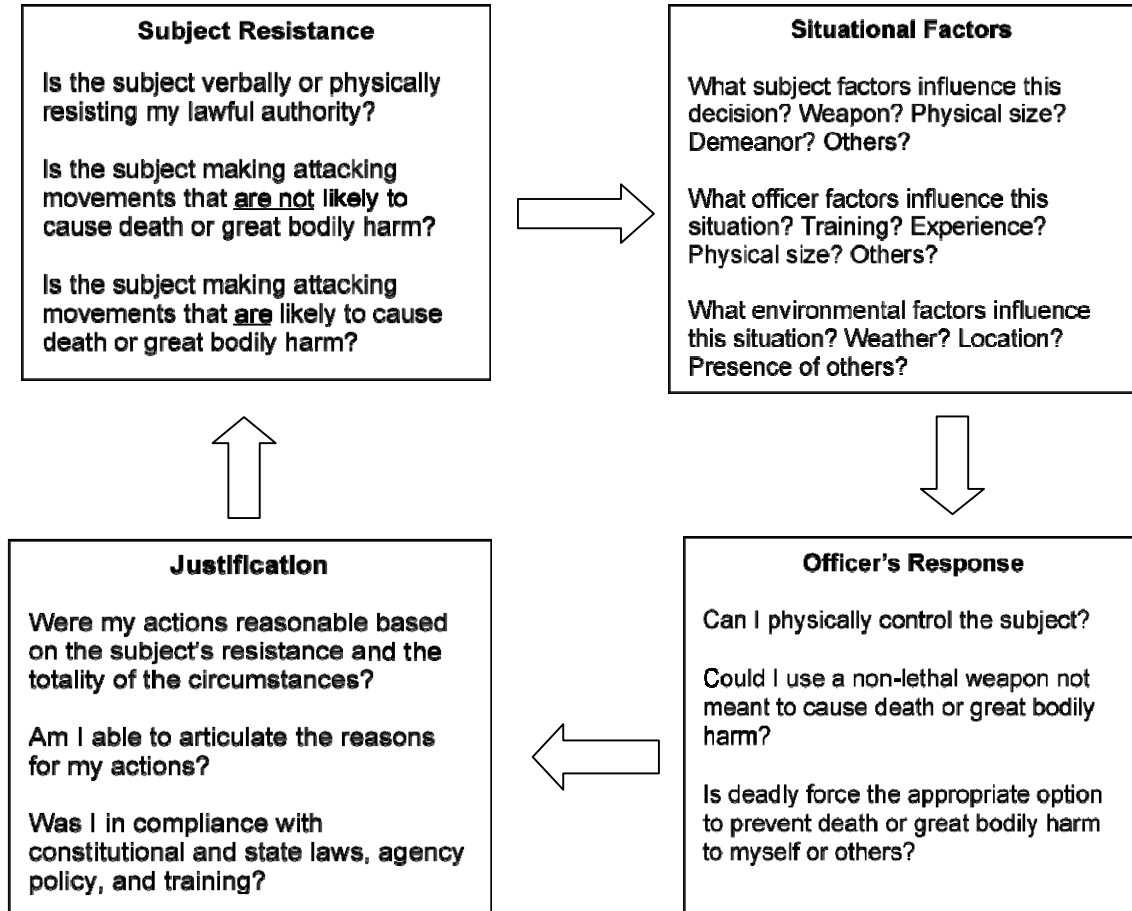 Subject Resistance
Is the subject verbally or physically
resisting my lawful authority?
Is the subject making attacking
movements that are not likely to
cause death or great bodily harm?
Is the subject making attacking
movements that are likely to cause
death or great bodily harm?
Situational Factors
What subject factors influence this
decision? Weapon? Physical size?
Demeanor? Others?
What officer factors influence this
situation? Training? Experience?
Physical size? Others?
What environmental factors influence
this situation? Weather? Location?
Presence of others?
Officer's Response
Can I physically control the subject?
Could I use a non-lethal weapon not
meant to cause death or great bodily
harm?
Is deadly force the appropriate option
to prevent death or great bodily harm
to myself or others?
Justification
Were my actions reasonable based
on the subject's resistance and the
totality of the circumstances?
Am I able to articulate the reasons
for my actions?
Was I in compliance with
constitutional and state laws, agency
policy, and training?